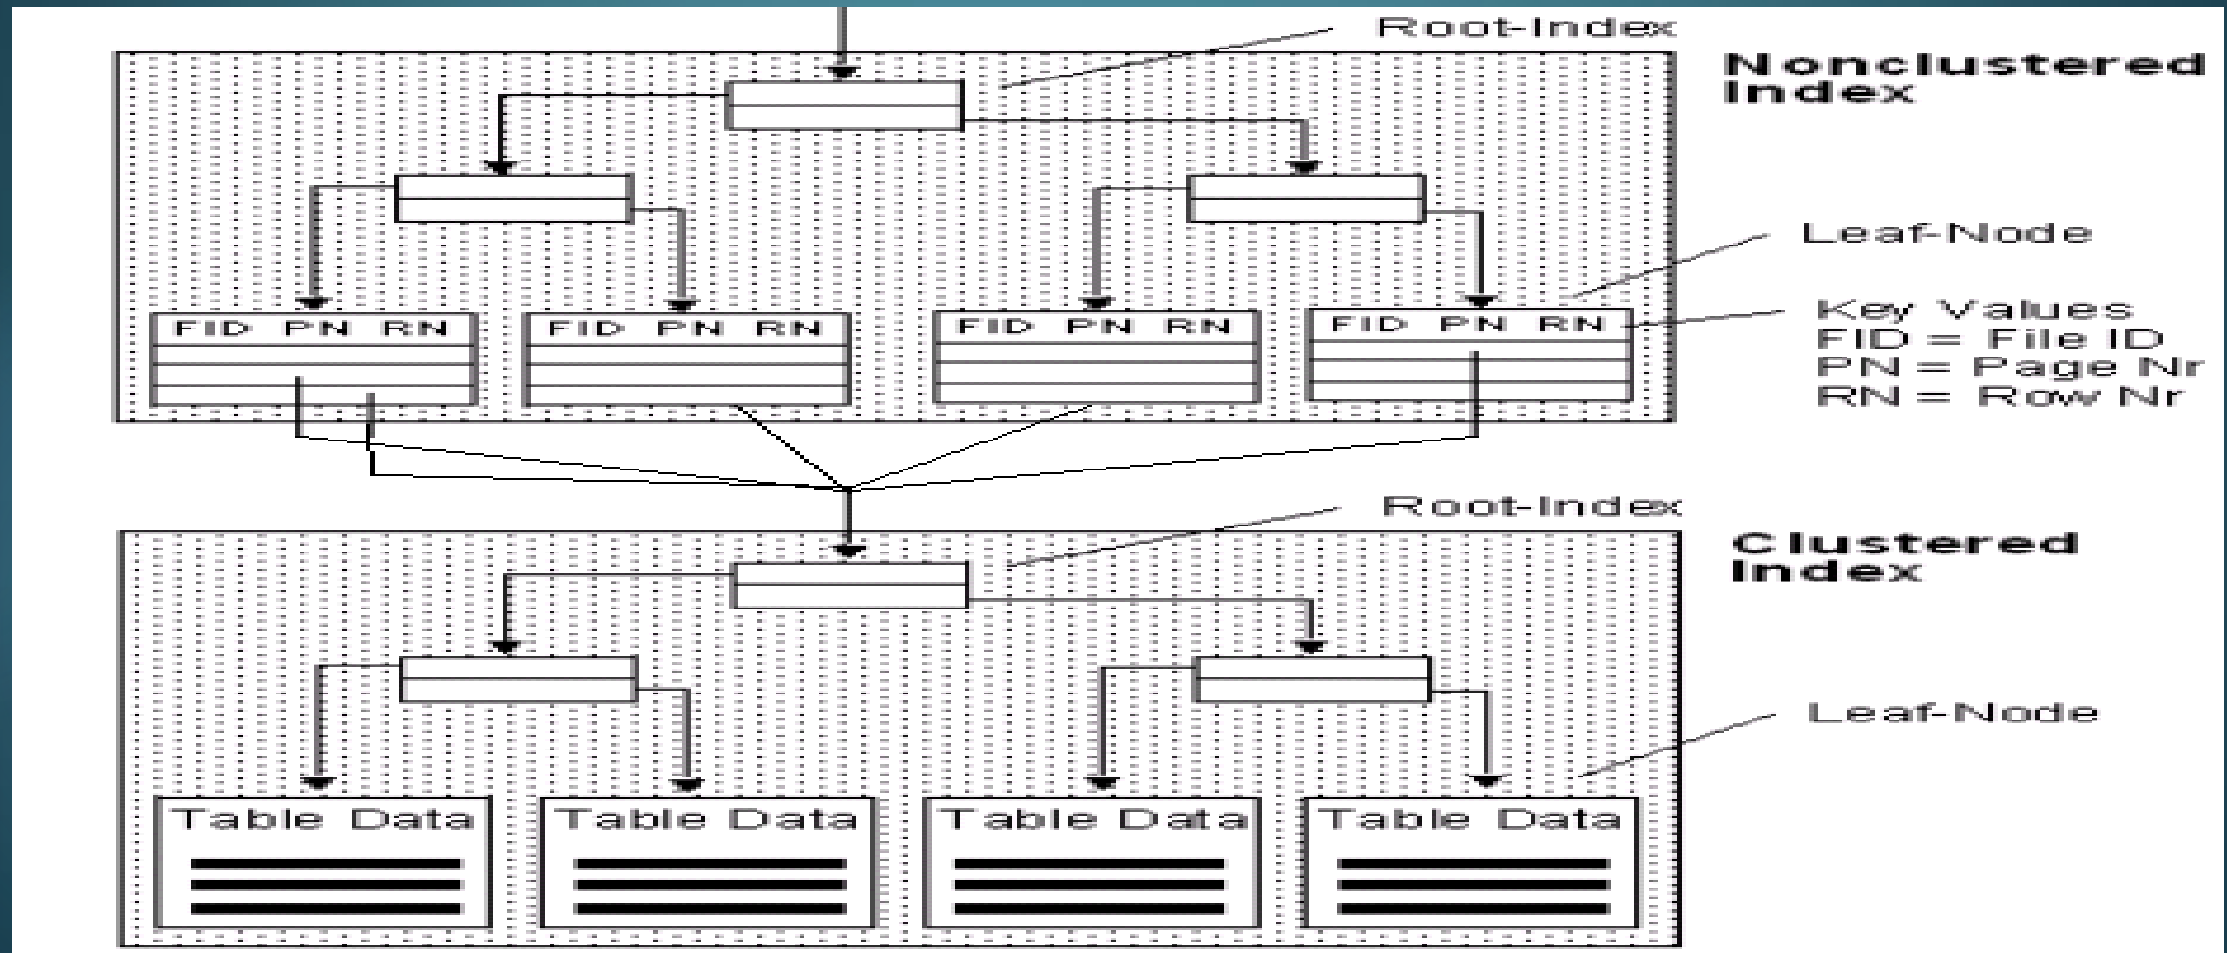 Root-Index
Nonclustered
Index
Leaf-Node
FID PN RN
FID PN RN
FID PN RN
FID PN RN
Key Values
FID = File ID
PN = Page Nr
RN = Row Nr
Root-Index
Clustered
Index
Leaf-Node
Table Data
Table Data
Table Data
Table Data